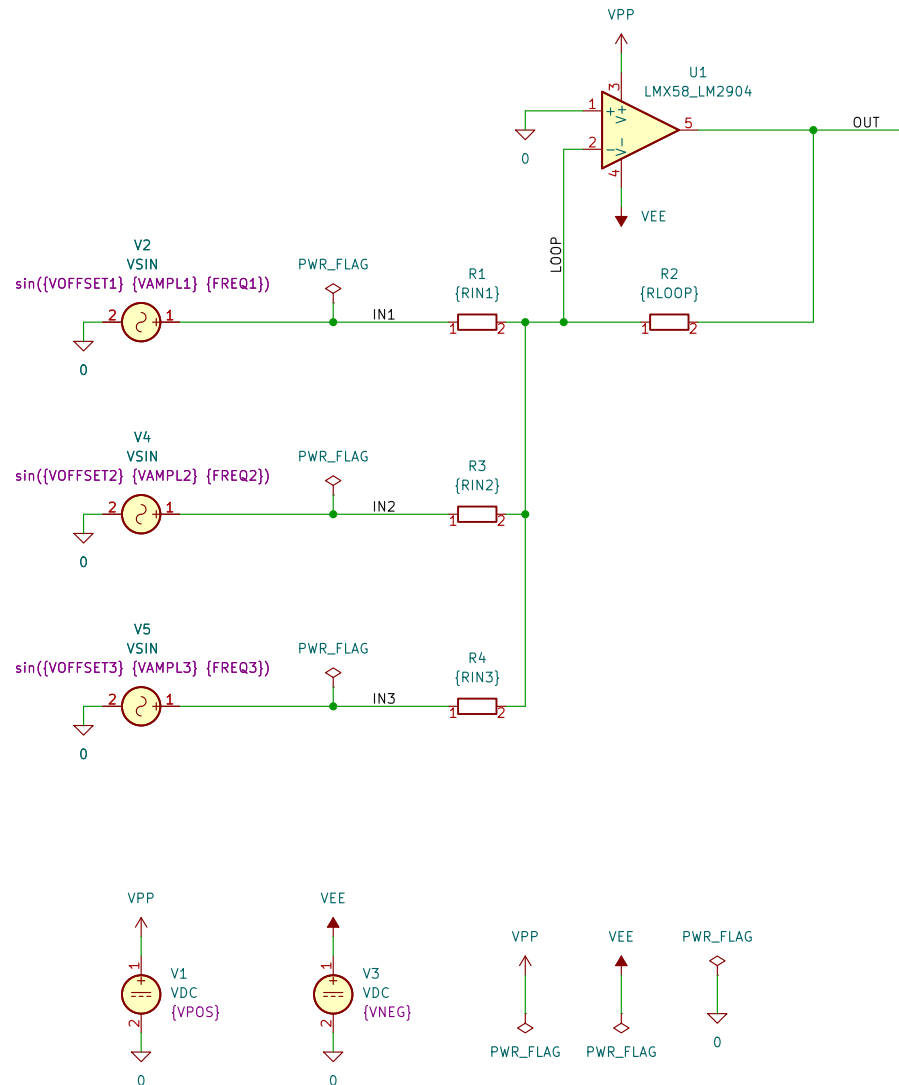 VPP
U1
LMX58_LM2904
3
V+
1
+
5
OUT
2
-
V-
4
0
VEE
LOOP
V2
VSIN
sin({VOFFSET1} {VAMPL1} {FREQ1})
PWR_FLAG
R1
{RIN1}
R2
{RLOOP}
2
+
1
IN1
1
2
1
2
0
V4
VSIN
sin({VOFFSET2} {VAMPL2} {FREQ2})
PWR_FLAG
R3
{RIN2}
2
+
1
IN2
1
2
0
V5
VSIN
sin({VOFFSET3} {VAMPL3} {FREQ3})
PWR_FLAG
R4
{RIN3}
2
+
1
IN3
1
2
0
VPP
1
+
V1
VDC
{VPOS}
2
0
VEE
1
+
V3
VDC
{VNEG}
2
0
VPP
PWR_FLAG
VEE
PWR_FLAG
PWR_FLAG
0